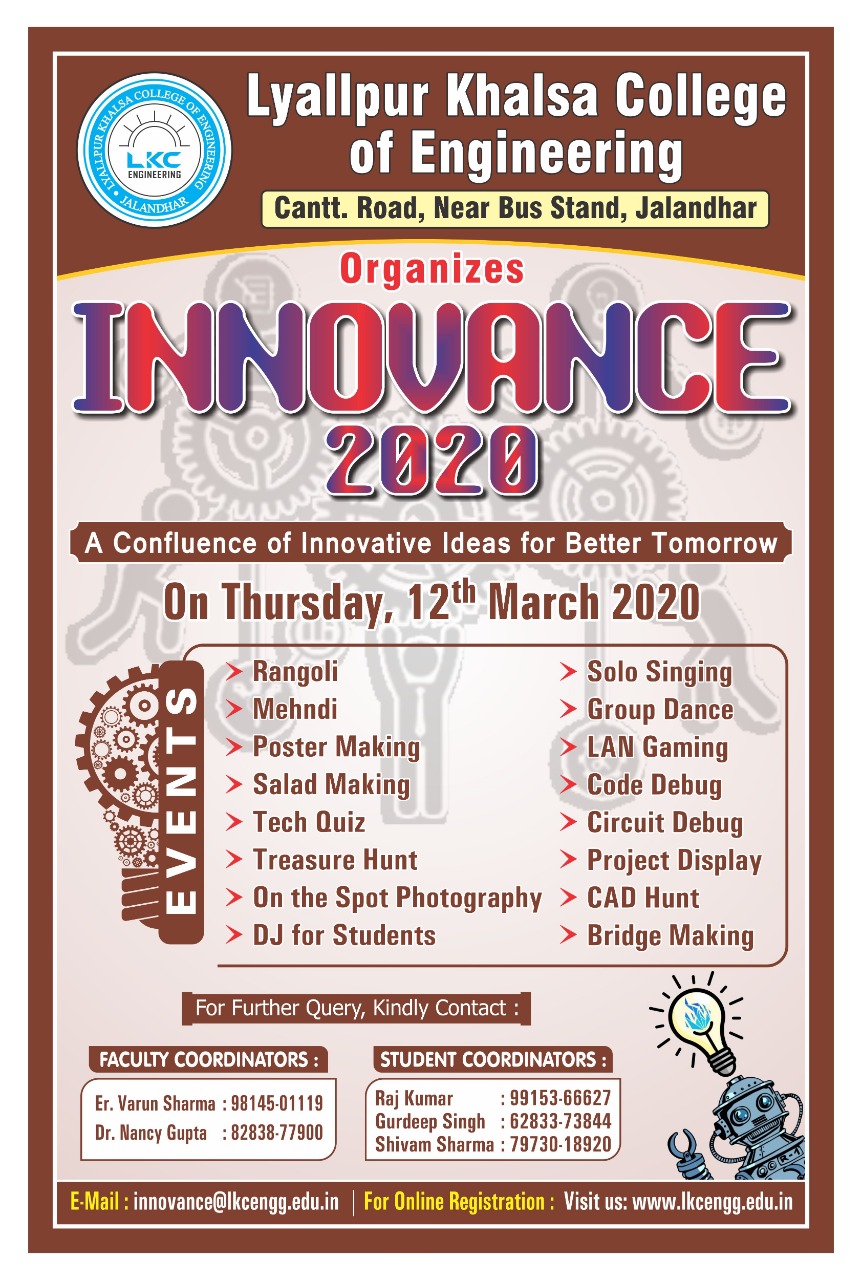 LYALLPUR KHALSA COLLEGE OF ENGINEERING
LKC
ENGINEERING
• JALANDHAR •
Lyallpur Khalsa College
of Engineering
Cantt. Road, Near Bus Stand, Jalandhar
Organizes
INNOVANCE
2020
A Confluence of Innovative Ideas for Better Tomorrow
On Thursday, 12th March 2020
EVENTS
➤ Rangoli
➤ Mehndi
➤ Poster Making
➤ Salad Making
➤ Tech Quiz
➤ Treasure Hunt
➤ On the Spot Photography
➤ DJ for Students
➤ Solo Singing
➤ Group Dance
➤ LAN Gaming
➤ Code Debug
➤ Circuit Debug
➤ Project Display
➤ CAD Hunt
➤ Bridge Making
For Further Query, Kindly Contact :
FACULTY COORDINATORS :
Er. Varun Sharma : 98145-01119
Dr. Nancy Gupta : 82838-77900
STUDENT COORDINATORS :
Raj Kumar : 99153-66627
Gurdeep Singh : 62833-73844
Shivam Sharma : 79730-18920
R-1
E-Mail : innovance@lkcengg.edu.in | For Online Registration : Visit us: www.lkcengg.edu.in